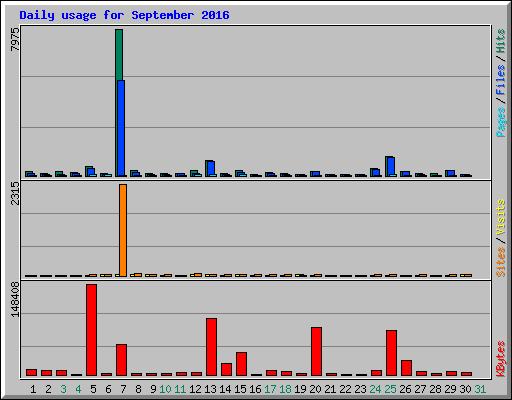 Daily usage for September 2016
7975
Pages / Files / Hits
2315
Sites / Visits
148408
KBytes
1 2 3 4 5 6 7 8 9 10 11 12 13 14 15 16 17 18 19 20 21 22 23 24 25 26 27 28 29 30 31